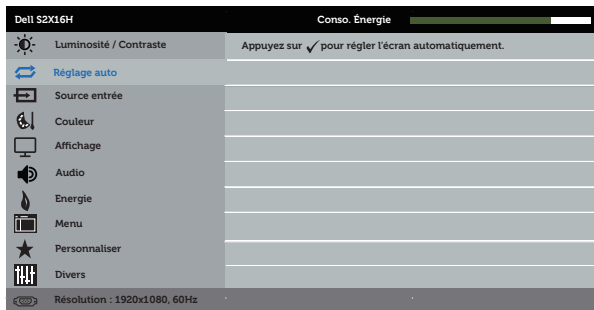 Dell S2X16H Conso. Énergie
Luminosité / Contraste
Appuyez sur ✓ pour régler l'écran automatiquement.
Réglage auto
Source entrée
Couleur
Affichage
Audio
Energie
Menu
Personnaliser
Divers
Résolution : 1920x1080, 60Hz